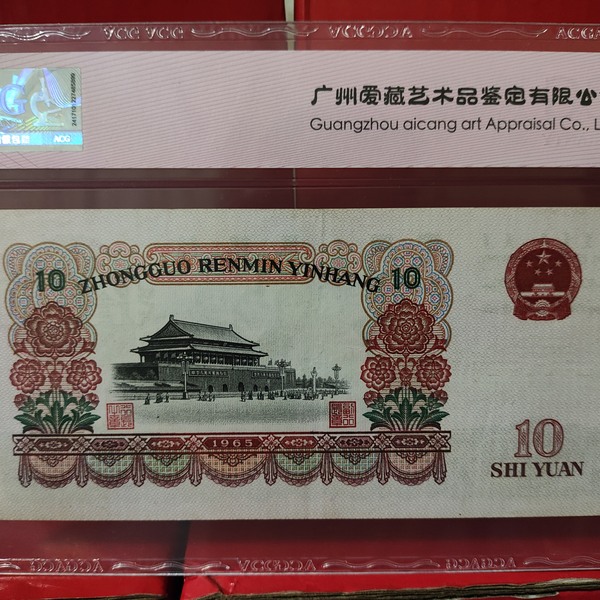 广州爱藏艺术品鉴定有限公
Guangzhou aicang art Appraisal Co., L
ACG
10 ZHONGGUO RENMIN YINHANG 10
1965
10
SHI YUAN